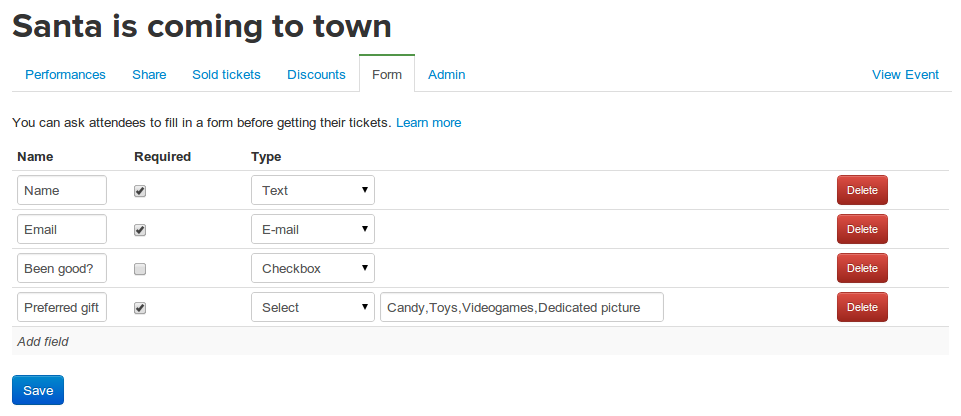 Santa is coming to town
Performances Share Sold tickets Discounts Form Admin View Event
You can ask attendees to fill in a form before getting their tickets. Learn more
Name Required Type
Name Text Delete
Email E-mail Delete
Been good? Checkbox Delete
Preferred gift Select Candy,Toys,Videogames,Dedicated picture Delete
Add field
Save